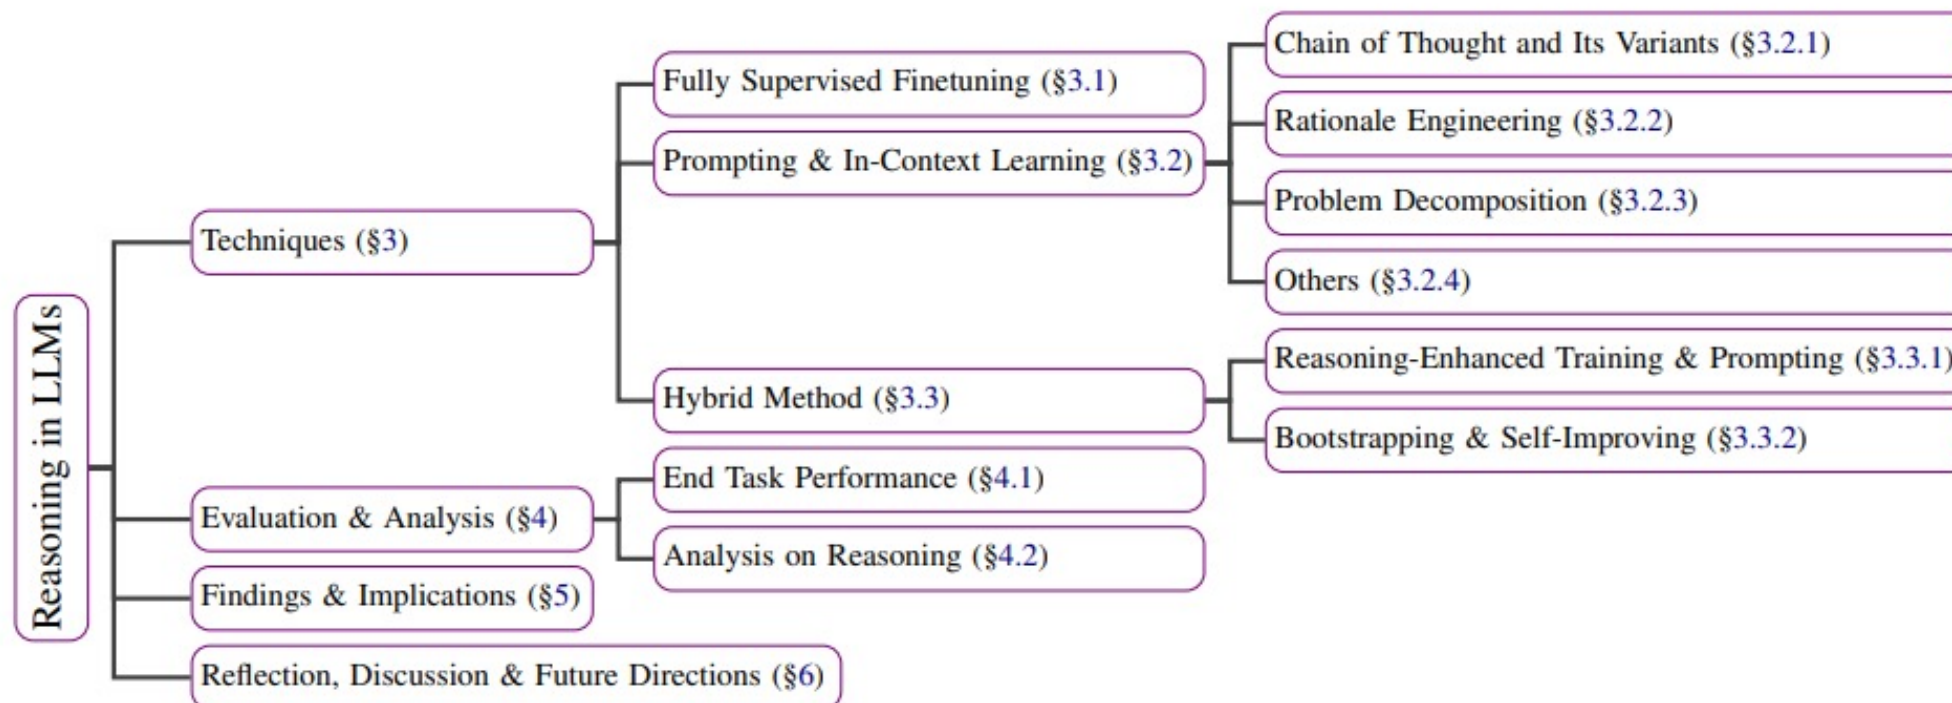 Reasoning in LLMs
Techniques (§3)
Fully Supervised Finetuning (§3.1)
Prompting & In-Context Learning (§3.2)
Chain of Thought and Its Variants (§3.2.1)
Rationale Engineering (§3.2.2)
Problem Decomposition (§3.2.3)
Others (§3.2.4)
Hybrid Method (§3.3)
Reasoning-Enhanced Training & Prompting (§3.3.1)
Bootstrapping & Self-Improving (§3.3.2)
Evaluation & Analysis (§4)
End Task Performance (§4.1)
Analysis on Reasoning (§4.2)
Findings & Implications (§5)
Reflection, Discussion & Future Directions (§6)